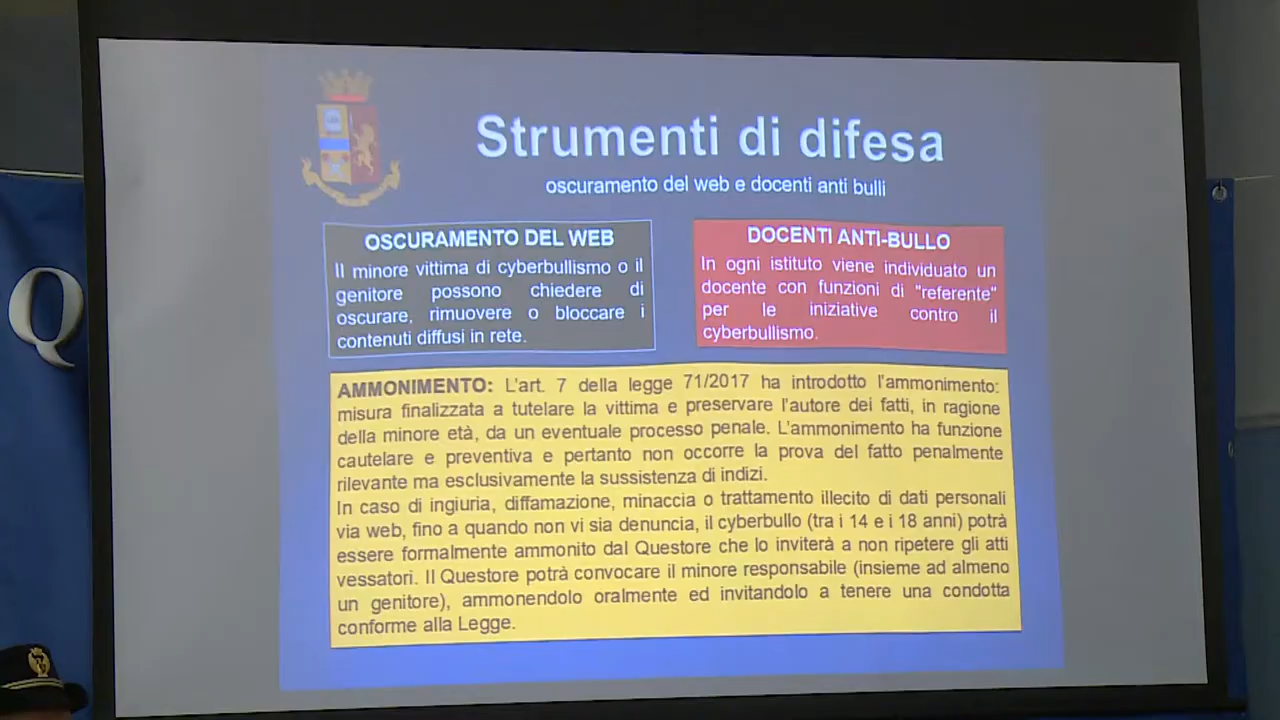 Strumenti di difesa
oscuramento del web e docenti anti bulli
OSCURAMENTO DEL WEB
Il minore vittima di cyberbullismo o il
genitore possono chiedere di
oscurare, rimuovere o bloccare i
contenuti diffusi in rete.
DOCENTI ANTI-BULLO
In ogni istituto viene individuato un
docente con funzioni di "referente"
per le iniziative contro il
cyberbullismo.
AMMONIMENTO: L'art. 7 della legge 71/2017 ha introdotto l'ammonimento:
misura finalizzata a tutelare la vittima e preservare l'autore dei fatti, in ragione
della minore età, da un eventuale processo penale. L'ammonimento ha funzione
cautelare e preventiva e pertanto non occorre la prova del fatto penalmente
rilevante ma esclusivamente la sussistenza di indizi.
In caso di ingiuria, diffamazione, minaccia o trattamento illecito di dati personali
via web, fino a quando non vi sia denuncia, il cyberbullo (tra i 14 e i 18 anni) potrà
essere formalmente ammonito dal Questore che lo inviterà a non ripetere gli atti
vessatori. Il Questore potrà convocare il minore responsabile (insieme ad almeno
un genitore), ammonendolo oralmente ed invitandolo a tenere una condotta
conforme alla Legge.
Q